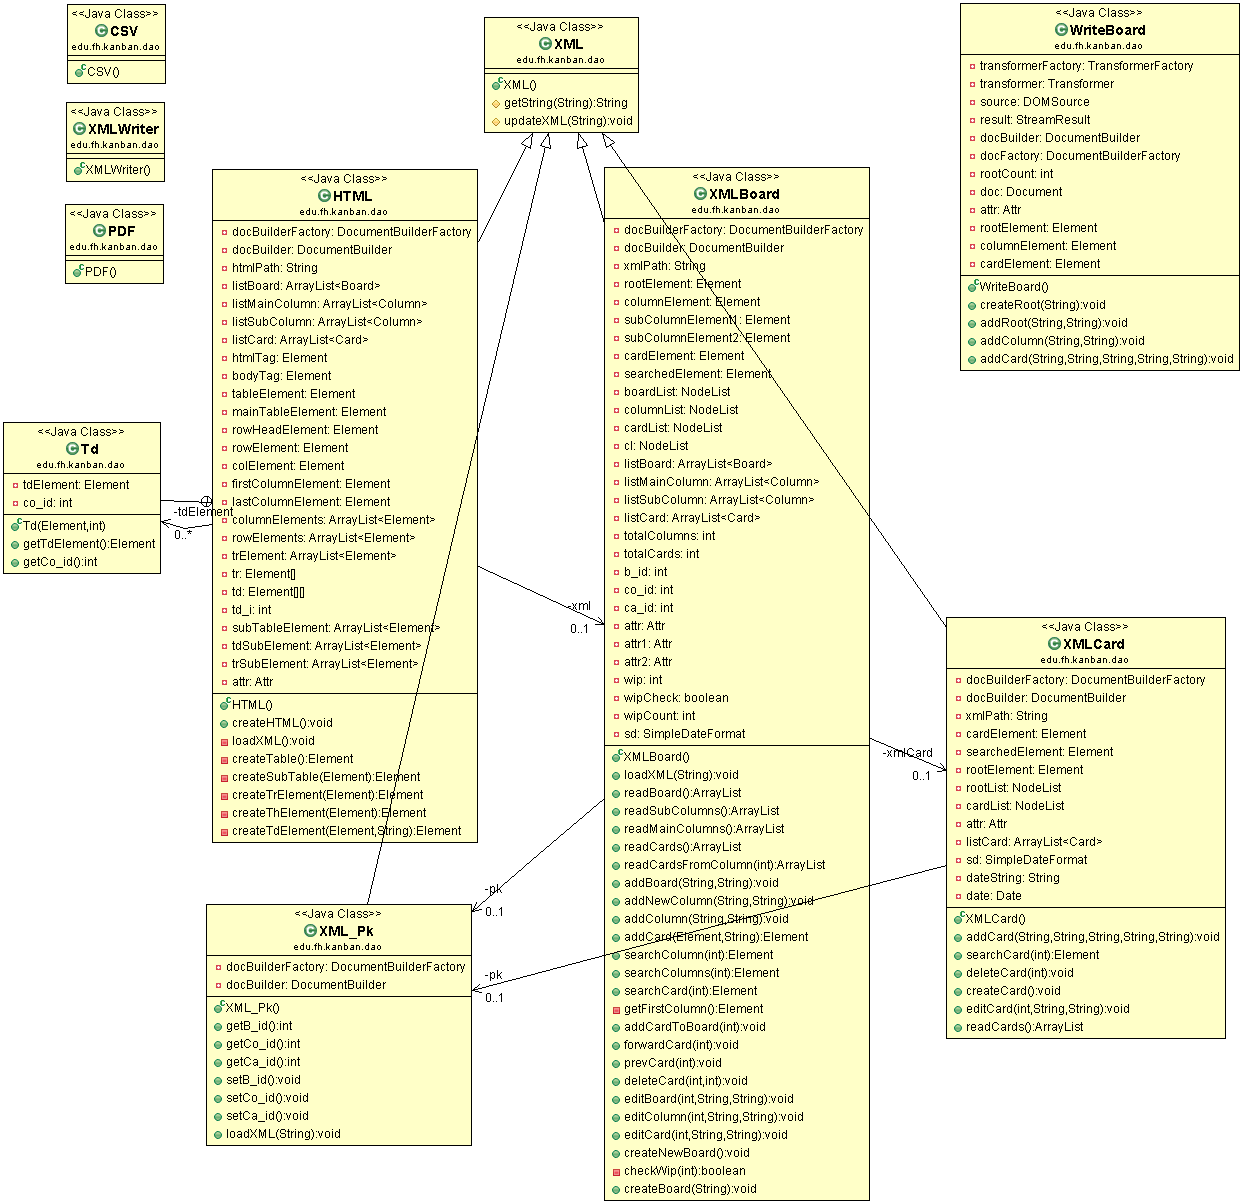 <<Java Class>>
CSV
edu.fh.kanban.dao
CSV()
<<Java Class>>
XMLWriter
edu.fh.kanban.dao
XMLWriter()
<<Java Class>>
PDF
edu.fh.kanban.dao
PDF()
<<Java Class>>
XML
edu.fh.kanban.dao
XML()
getString(String):String
updateXML(String):void
<<Java Class>>
WriteBoard
edu.fh.kanban.dao
transformerFactory: TransformerFactory
transformer: Transformer
source: DOMSource
result: StreamResult
docBuilder: DocumentBuilder
docFactory: DocumentBuilderFactory
rootCount: int
doc: Document
attr: Attr
rootElement: Element
columnElement: Element
cardElement: Element
WriteBoard()
createRoot(String):void
addRoot(String,String):void
addColumn(String,String):void
addCard(String,String,String,String,String):void
<<Java Class>>
Td
edu.fh.kanban.dao
tdElement: Element
co_id: int
Td(Element,int)
getTdElement():Element
getCo_id():int
-tdElement
0..*
<<Java Class>>
HTML
edu.fh.kanban.dao
docBuilderFactory: DocumentBuilderFactory
docBuilder: DocumentBuilder
htmlPath: String
listBoard: ArrayList<Board>
listMainColumn: ArrayList<Column>
listSubColumn: ArrayList<Column>
listCard: ArrayList<Card>
htmlTag: Element
bodyTag: Element
tableElement: Element
mainTableElement: Element
rowHeadElement: Element
rowElement: Element
colElement: Element
firstColumnElement: Element
lastColumnElement: Element
columnElements: ArrayList<Element>
rowElements: ArrayList<Element>
trElement: ArrayList<Element>
tr: Element[]
td: Element[][]
td_i: int
subTableElement: ArrayList<Element>
tdSubElement: ArrayList<Element>
trSubElement: ArrayList<Element>
attr: Attr
HTML()
createHTML():void
loadXML():void
createTable():Element
createSubTable(Element):Element
createTrElement(Element):Element
createThElement(Element):Element
createTdElement(Element,String):Element
-xml
0..1
<<Java Class>>
XMLBoard
edu.fh.kanban.dao
docBuilderFactory: DocumentBuilderFactory
docBuilder: DocumentBuilder
xmlPath: String
rootElement: Element
columnElement: Element
subColumnElement1: Element
subColumnElement2: Element
cardElement: Element
searchedElement: Element
boardList: NodeList
columnList: NodeList
cardList: NodeList
cl: NodeList
listBoard: ArrayList<Board>
listMainColumn: ArrayList<Column>
listSubColumn: ArrayList<Column>
listCard: ArrayList<Card>
totalColumns: int
totalCards: int
b_id: int
co_id: int
ca_id: int
attr: Attr
attr1: Attr
attr2: Attr
wip: int
wipCheck: boolean
wipCount: int
sd: SimpleDateFormat
XMLBoard()
loadXML(String):void
readBoard():ArrayList
readSubColumns():ArrayList
readMainColumns():ArrayList
readCards():ArrayList
readCardsFromColumn(int):ArrayList
addBoard(String,String):void
addNewColumn(String,String):void
addColumn(String,String):void
addCard(Element,String):Element
searchColumn(int):Element
searchColumns(int):Element
searchCard(int):Element
getFirstColumn():Element
addCardToBoard(int):void
forwardCard(int):void
prevCard(int):void
deleteCard(int,int):void
editBoard(int,String,String):void
editColumn(int,String,String):void
editCard(int,String,String):void
createNewBoard():void
checkWip(int):boolean
createBoard(String):void
-xmlCard
0..1
<<Java Class>>
XMLCard
edu.fh.kanban.dao
docBuilderFactory: DocumentBuilderFactory
docBuilder: DocumentBuilder
xmlPath: String
cardElement: Element
searchedElement: Element
rootElement: Element
rootList: NodeList
cardList: NodeList
attr: Attr
listCard: ArrayList<Card>
sd: SimpleDateFormat
dateString: String
date: Date
XMLCard()
addCard(String,String,String,String,String):void
searchCard(int):Element
deleteCard(int):void
createCard():void
editCard(int,String,String):void
readCards():ArrayList
-pk
0..1
-pk
0..1
<<Java Class>>
XML_Pk
edu.fh.kanban.dao
docBuilderFactory: DocumentBuilderFactory
docBuilder: DocumentBuilder
XML_Pk()
getB_id():int
getCo_id():int
getCa_id():int
setB_id():void
setCo_id():void
setCa_id():void
loadXML(String):void